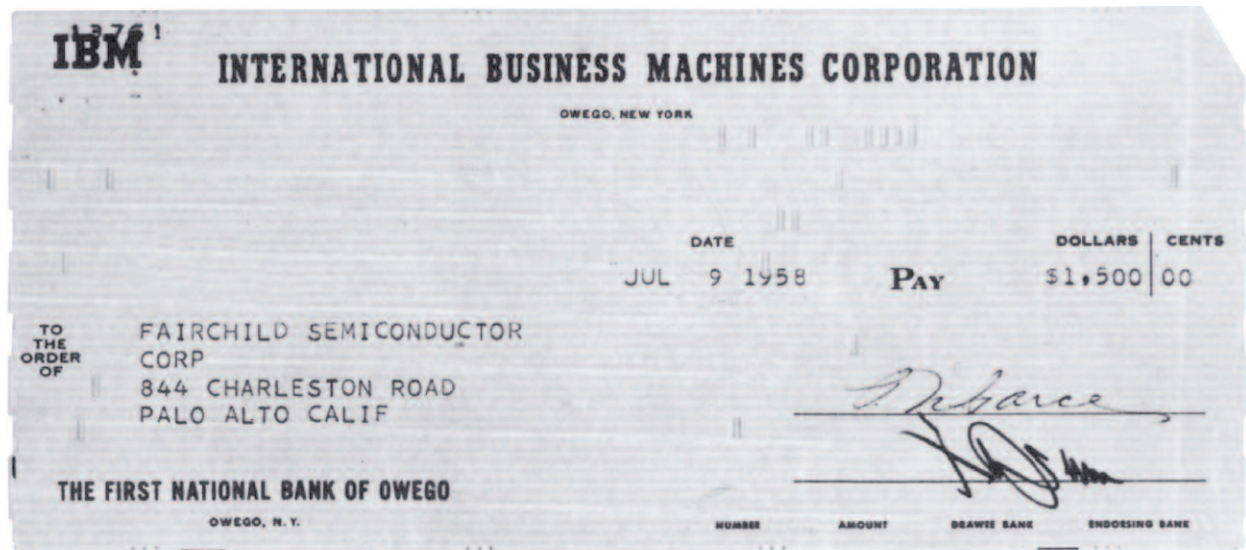 13761
IBM
INTERNATIONAL BUSINESS MACHINES CORPORATION
OWEGO, NEW YORK
DATE
DOLLARS CENTS
JUL 9 1958 PAY $1,500 00
TO THE ORDER OF
FAIRCHILD SEMICONDUCTOR
CORP
844 CHARLESTON ROAD
PALO ALTO CALIF
THE FIRST NATIONAL BANK OF OWEGO
OWEGO, N.Y.
NUMBER AMOUNT DRAWEE BANK ENDORSING BANK